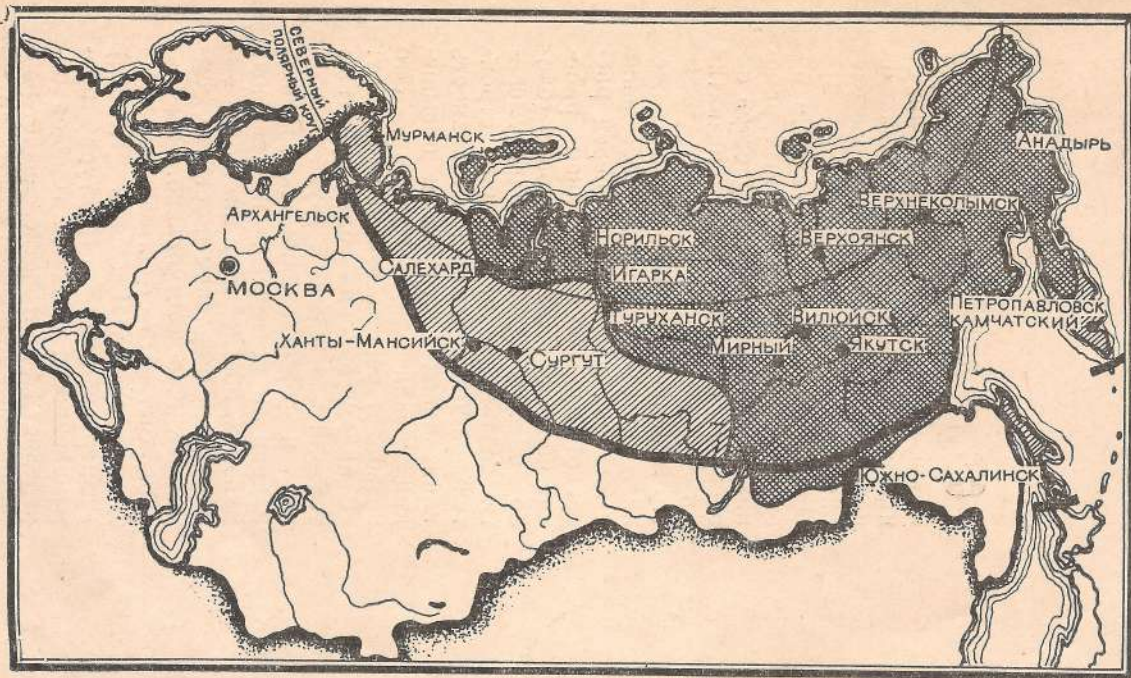 СЕВЕРНЫЙ
ПОЛЯРНЫЙ КРУГ
МУРМАНСК
АНАДЫРЬ
АРХАНГЕЛЬСК
ВЕРХНЕКОЛЫМСК
НОРИЛЬСК
ВЕРХОЯНСК
САЛЕХАРД
ИГАРКА
МОСКВА
ТУРУХАНСК
ВИЛЮЙСК
ПЕТРОПАВЛОВСК
КАМЧАТСКИЙ
ХАНТЫ-МАНСИЙСК
СУРГУТ
МИРНЫЙ
ЯКУТСК
ЮЖНО-САХАЛИНСК